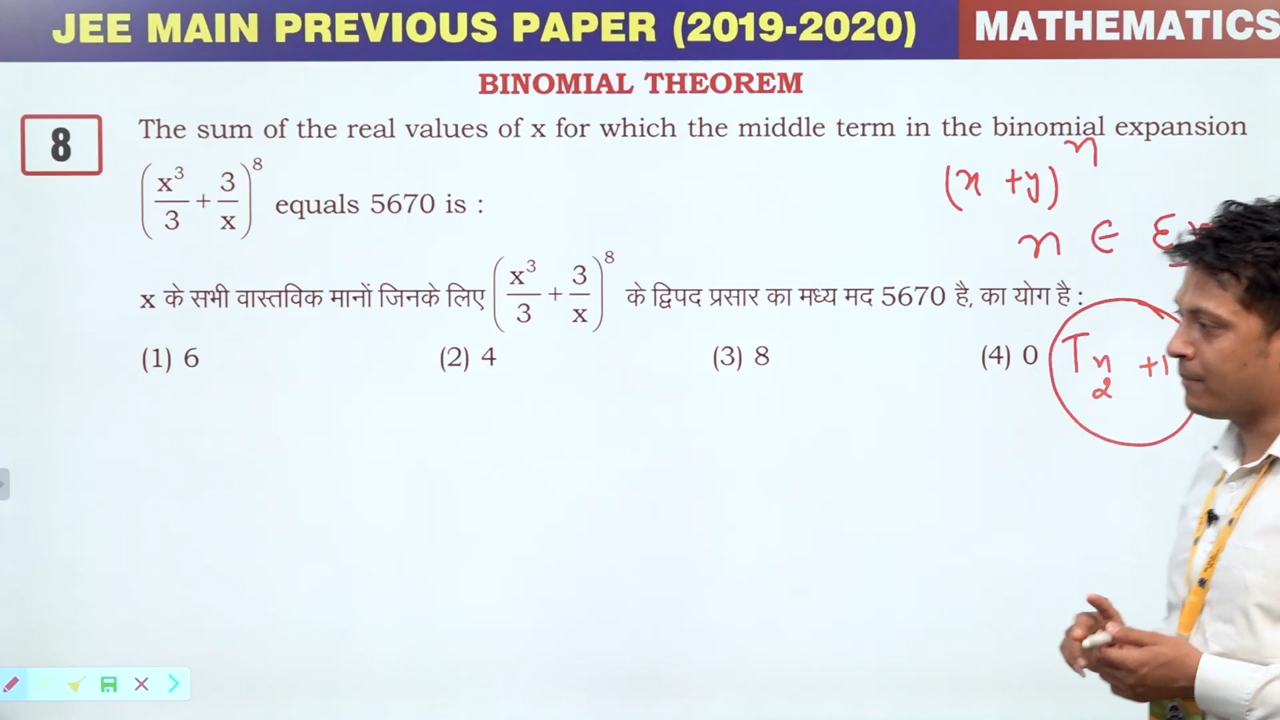 JEE MAIN PREVIOUS PAPER (2019-2020) MATHEMATICS
BINOMIAL THEOREM
8
The sum of the real values of x for which the middle term in the binomial expansion
(x³/3 + 3/x)⁸ equals 5670 is :
(x + y)ⁿ
n ∈
x के सभी वास्तविक मानों जिनके लिए (x³/3 + 3/x)⁸ के द्विपद प्रसार का मध्य मद 5670 है, का योग है :
(1) 6 (2) 4 (3) 8 (4) 0
T n/2 +1